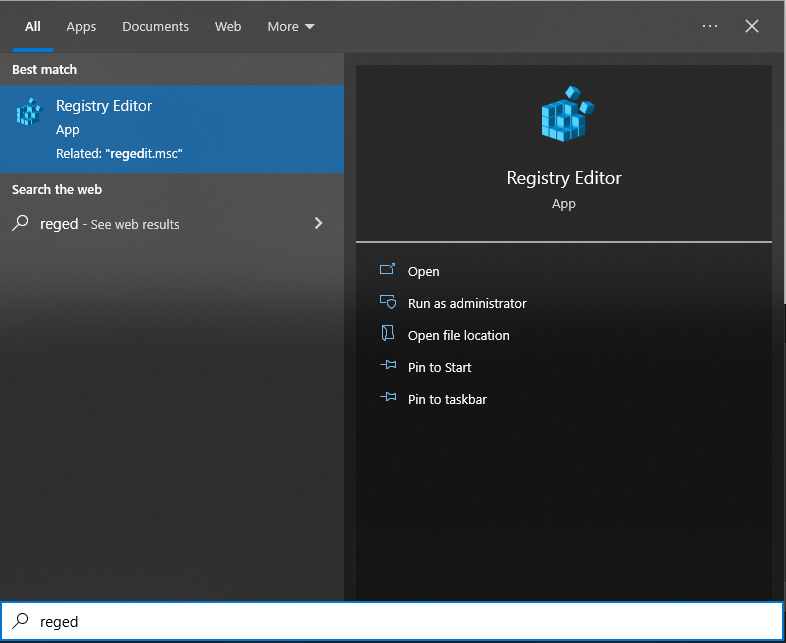 All Apps Documents Web More
Best match
Registry Editor
App
Related: "regedit.msc"
Search the web
reged - See web results
Registry Editor
App
Open
Run as administrator
Open file location
Pin to Start
Pin to taskbar
reged